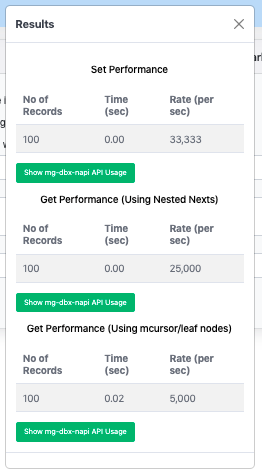 Results
Set Performance
No of Records Time (sec) Rate (per sec)
100 0.00 33,333
Show mg-dbx-napi API Usage
Get Performance (Using Nested Nexts)
No of Records Time (sec) Rate (per sec)
100 0.00 25,000
Show mg-dbx-napi API Usage
Get Performance (Using mcursor/leaf nodes)
No of Records Time (sec) Rate (per sec)
100 0.02 5,000
Show mg-dbx-napi API Usage